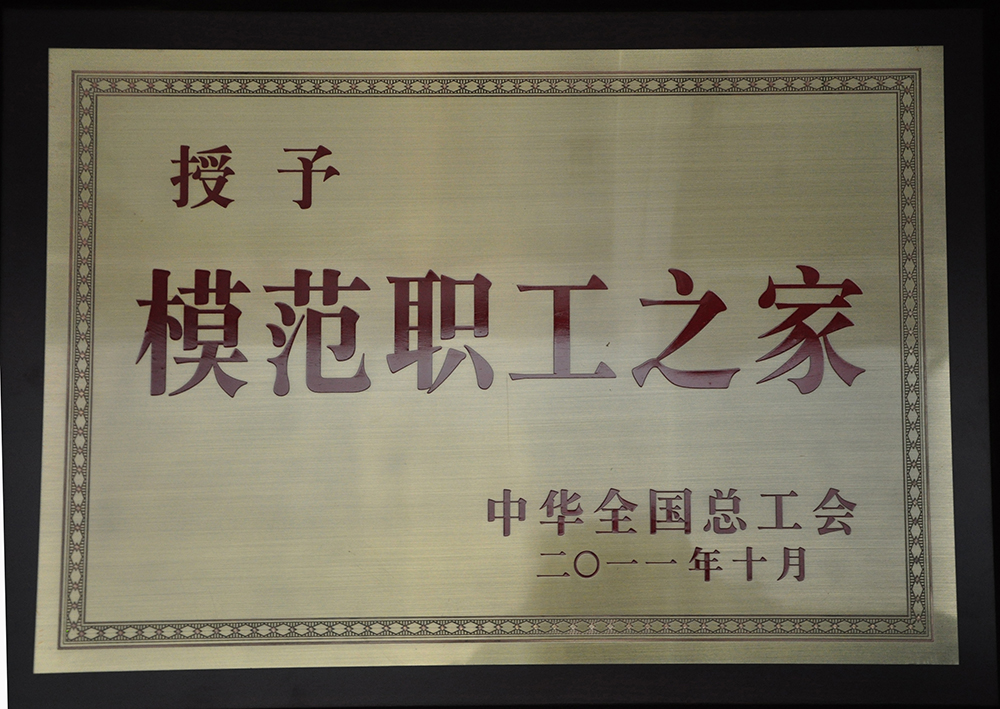 授予
模范职工之家
中华全国总工会
二〇一一年十月